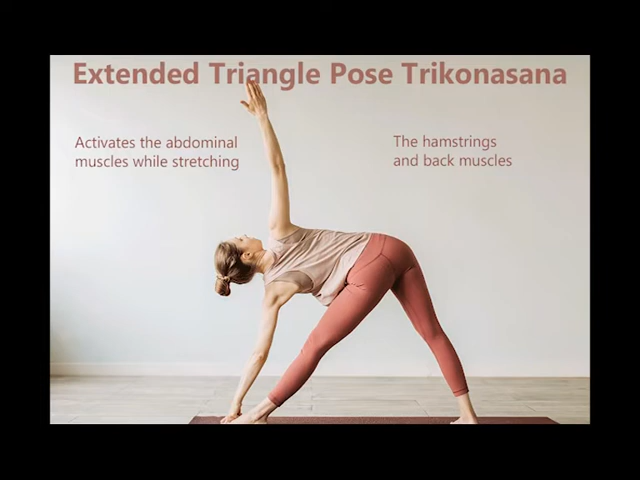 Extended Triangle Pose Trikonasana
Activates the abdominal
muscles while stretching
The hamstrings
and back muscles